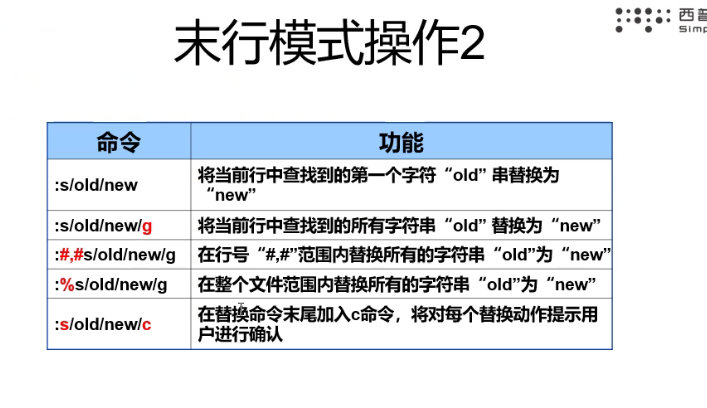 末行模式操作2
西普
Simp
命令 功能
:s/old/new 将当前行中查找到的第一个字符“old” 串替换为
“new”
:s/old/new/g 将当前行中查找到的所有字符串“old” 替换为“new”
:#,#s/old/new/g 在行号“#,#”范围内替换所有的字符串“old”为“new”
:%s/old/new/g 在整个文件范围内替换所有的字符串“old”为“new”
:s/old/new/c 在替换命令末尾加入c命令，将对每个替换动作提示用
户进行确认